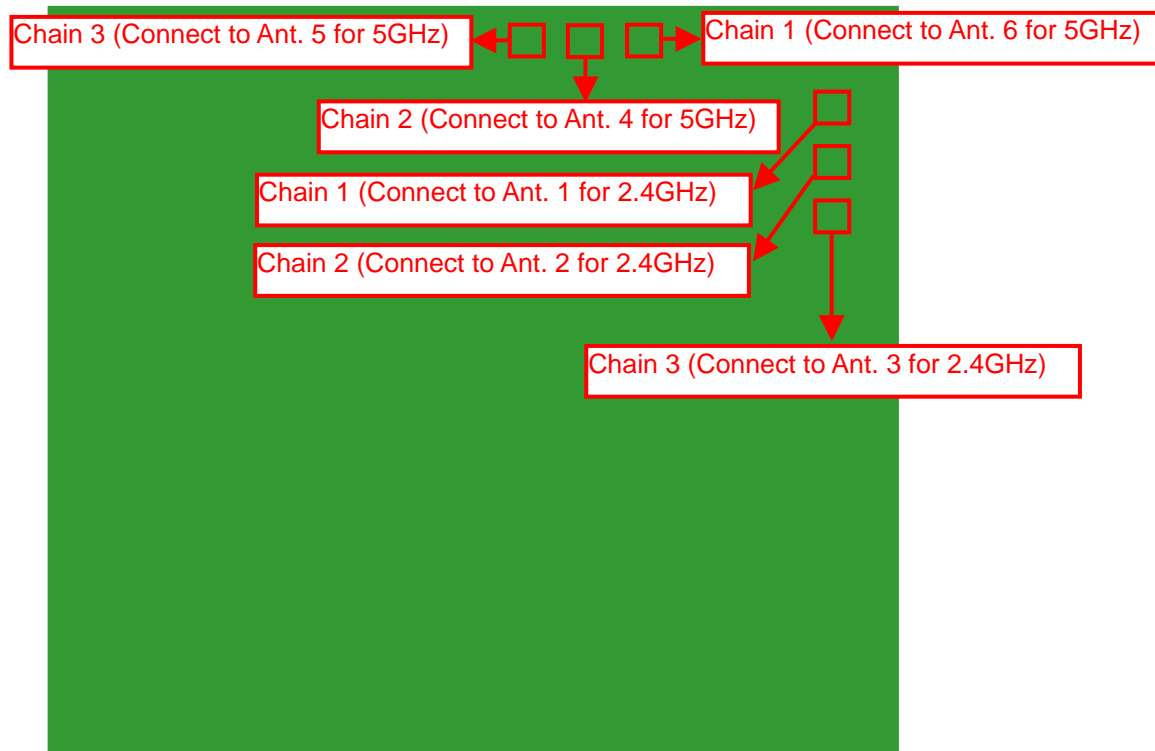 Chain 3 (Connect to Ant. 5 for 5GHz)
Chain 1 (Connect to Ant. 6 for 5GHz)
Chain 2 (Connect to Ant. 4 for 5GHz)
Chain 1 (Connect to Ant. 1 for 2.4GHz)
Chain 2 (Connect to Ant. 2 for 2.4GHz)
Chain 3 (Connect to Ant. 3 for 2.4GHz)